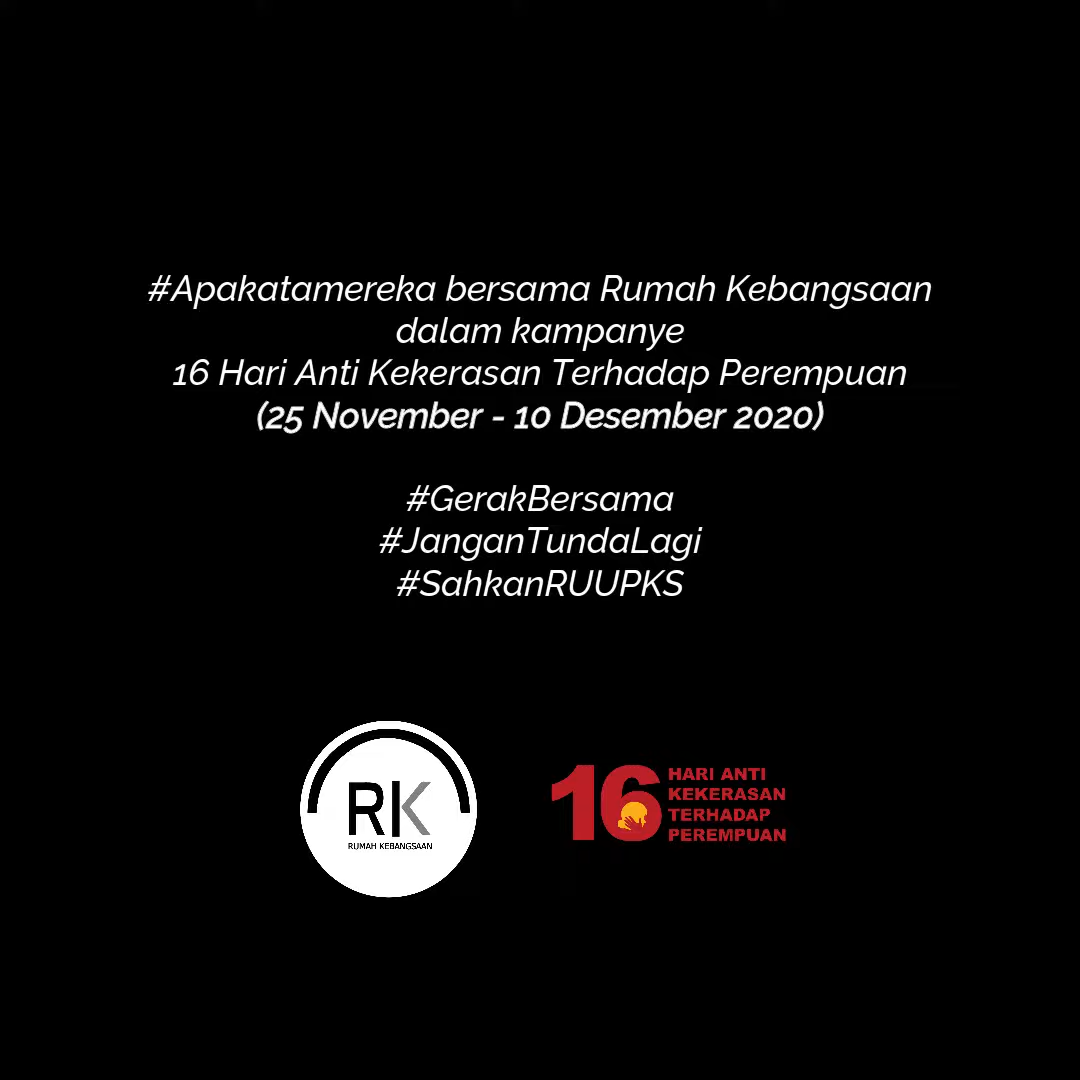 #Apakatamereka bersama Rumah Kebangsaan
dalam kampanye
16 Hari Anti Kekerasan Terhadap Perempuan
(25 November - 10 Desember 2020)
#GerakBersama
#JanganTundaLagi
#SahkanRUUPKS
RK
RUMAH KEBANGSAAN
16
HARI ANTI
KEKERASAN
TERHADAP
PEREMPUAN